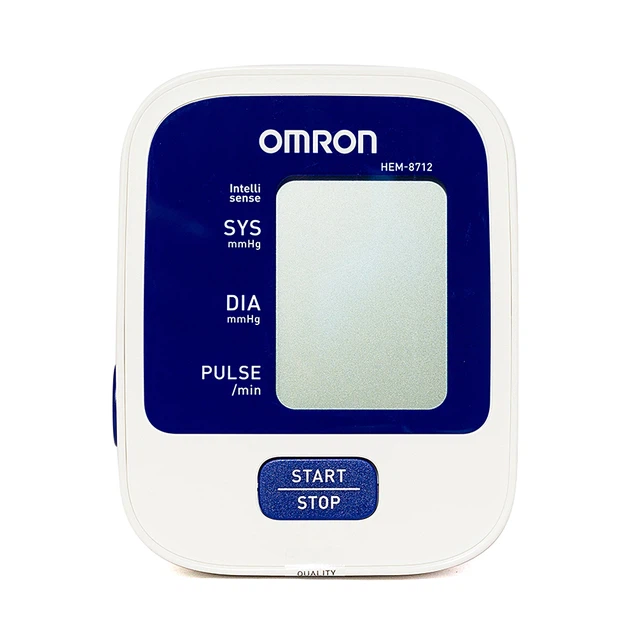 OMRON
HEM-8712
Intelli
sense
SYS
mmHg
DIA
mmHg
PULSE
/min
START
STOP
QUALITY